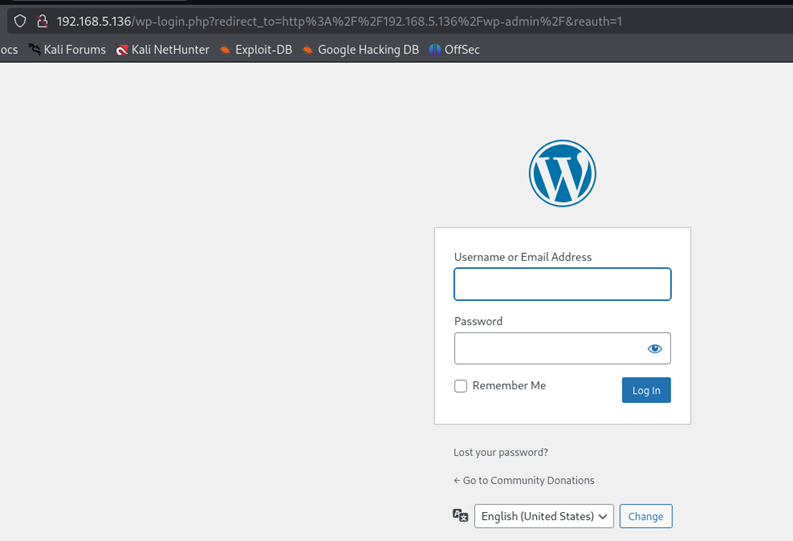 192.168.5.136/wp-login.php?redirect_to=http%3A%2F%2F192.168.5.136%2Fwp-admin%2F&reauth=1
ocs Kali Forums Kali NetHunter Exploit-DB Google Hacking DB OffSec
Username or Email Address
Password
Remember Me Log In
Lost your password?
← Go to Community Donations
English (United States) Change